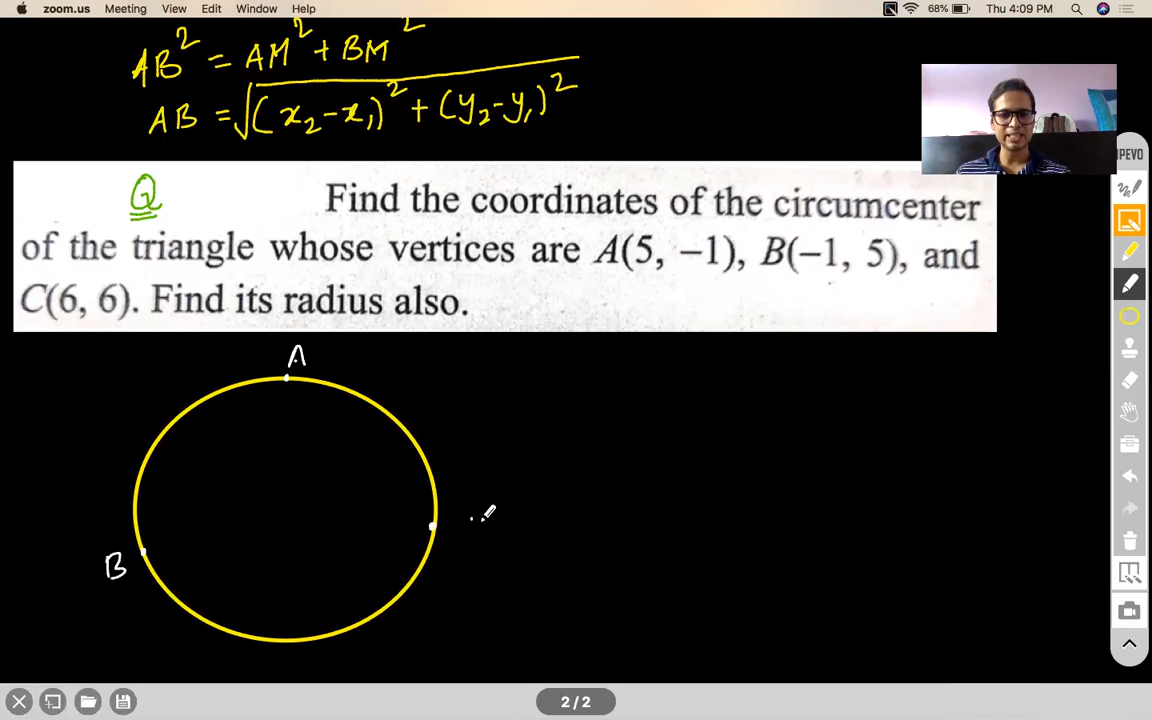 zoom.us Meeting View Edit Window Help 68% Thu 4:09 PM
AB² = AM² + BM²
AB = √(x₂-x₁)² + (y₂-y₁)²
IPEVO
Q Find the coordinates of the circumcenter
of the triangle whose vertices are A(5, −1), B(−1, 5), and
C(6, 6). Find its radius also.
A
B
2/2